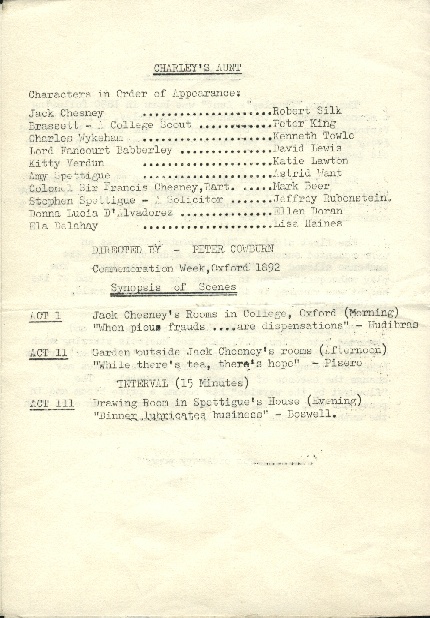 CHARLEY'S AUNT
Characters in Order of Appearance:
Jack Chesney ......................Robert Silk
Brassett - A College Scout ............Peter King
Charles Wykeham ......................Kenneth Towle
Lord Fancourt Babberley ................David Lewis
Kitty Verdun ......................Katie Lawton
Amy Spettigue ......................Astrid Want
Colonel Sir Francis Chesney,Bart. .....Mark Beer
Stephen Spettigue - A Solicitor .......Jeffrey Rubenstein.
Donna Lucia D'Alvadorez ...............Ellen Doran
Ela Delahay ......................Lisa Haines
DIRECTED BY - PETER COWBURN
Commemoration Week,Oxford 1892
Synopsis of Scenes
ACT 1 Jack Chesney's Rooms in College, Oxford (Morning)
"When pious frauds ....are dispensations" - Hudibras
ACT 11 Garden outside Jack Chesney's rooms (Afternoon)
"While there's tea, there's hope" - Pinero
INTERVAL (15 Minutes)
ACT 111 Drawing Room in Spettigue's House (Evening)
"Dinner lubricates business" - Boswell.